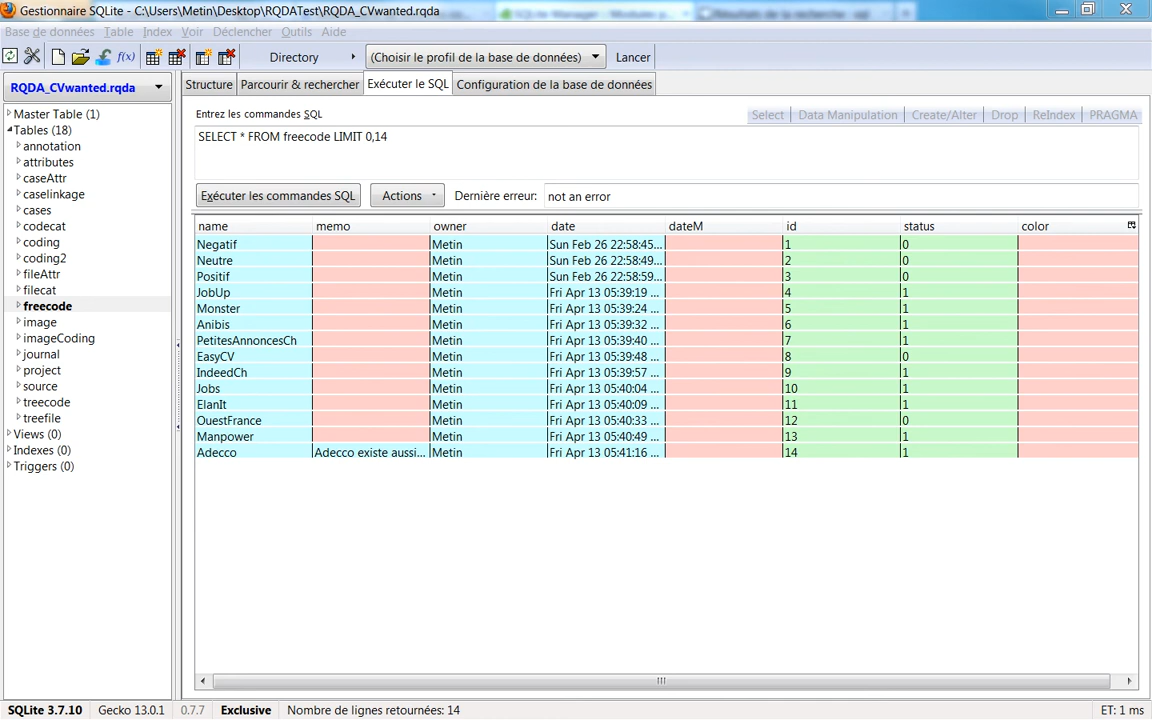 Gestionnaire SQLite - C:\Users\Metin\Desktop\RQDATest\RQDA_CVwanted.rqda
Base de données Table Index Voir Déclencher Outils Aide
f(x) Directory (Choisir le profil de la base de données) Lancer
RQDA_CVwanted.rqda
Master Table (1)
Tables (18)
annotation
attributes
caseAttr
caselinkage
cases
codecat
coding
coding2
fileAttr
filecat
freecode
image
imageCoding
journal
project
source
treecode
treefile
Views (0)
Indexes (0)
Triggers (0)
Structure Parcourir & rechercher Exécuter le SQL Configuration de la base de données
Entrez les commandes SQL Select Data Manipulation Create/Alter Drop ReIndex PRAGMA
SELECT * FROM freecode LIMIT 0,14
Exécuter les commandes SQL Actions Dernière erreur: not an error
name memo owner date dateM id status color
Negatif Metin Sun Feb 26 22:58:45... 1 0
Neutre Metin Sun Feb 26 22:58:49... 2 0
Positif Metin Sun Feb 26 22:58:59... 3 0
JobUp Metin Fri Apr 13 05:39:19 ... 4 1
Monster Metin Fri Apr 13 05:39:24 ... 5 1
Anibis Metin Fri Apr 13 05:39:32 ... 6 1
PetitesAnnoncesCh Metin Fri Apr 13 05:39:40 ... 7 1
EasyCV Metin Fri Apr 13 05:39:48 ... 8 0
IndeedCh Metin Fri Apr 13 05:39:57 ... 9 1
Jobs Metin Fri Apr 13 05:40:04 ... 10 1
ElanIt Metin Fri Apr 13 05:40:09 ... 11 1
OuestFrance Metin Fri Apr 13 05:40:33 ... 12 0
Manpower Metin Fri Apr 13 05:40:49 ... 13 1
Adecco Adecco existe aussi... Metin Fri Apr 13 05:41:16 ... 14 1
SQLite 3.7.10 Gecko 13.0.1 0.7.7 Exclusive Nombre de lignes retournées: 14 ET: 1 ms